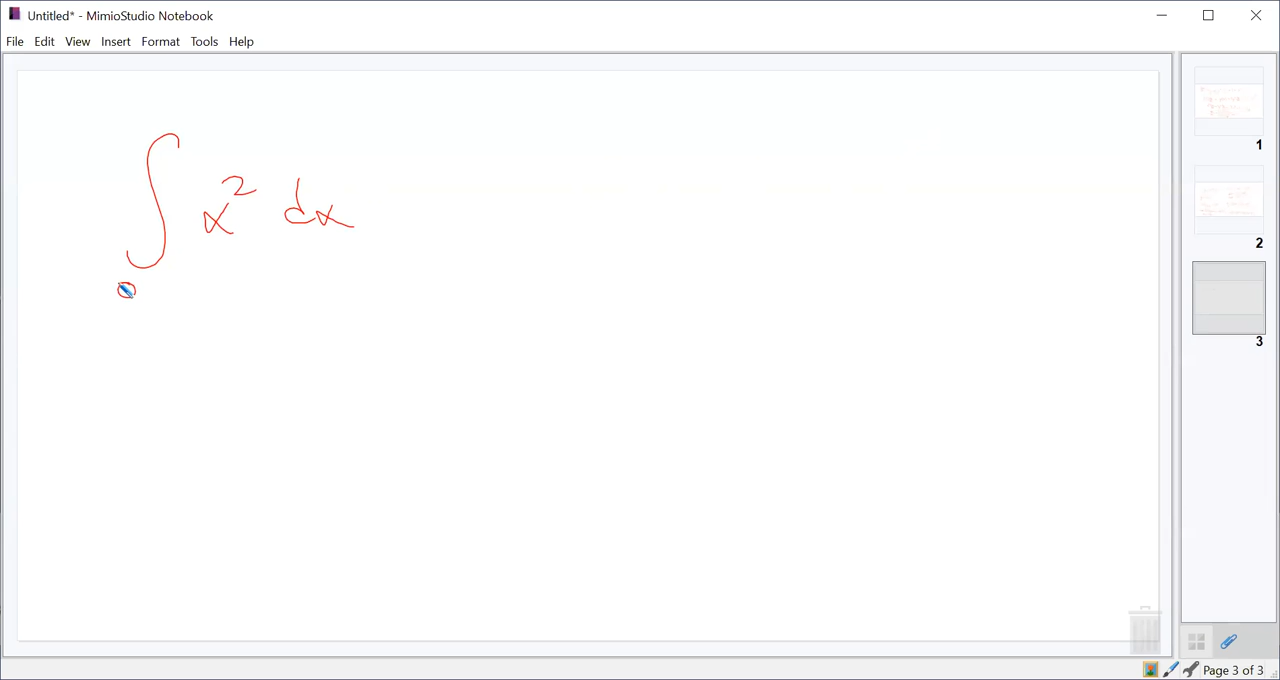 Untitled* - MimioStudio Notebook
File Edit View Insert Format Tools Help
∫ x² dx
0
1
2
3
Page 3 of 3